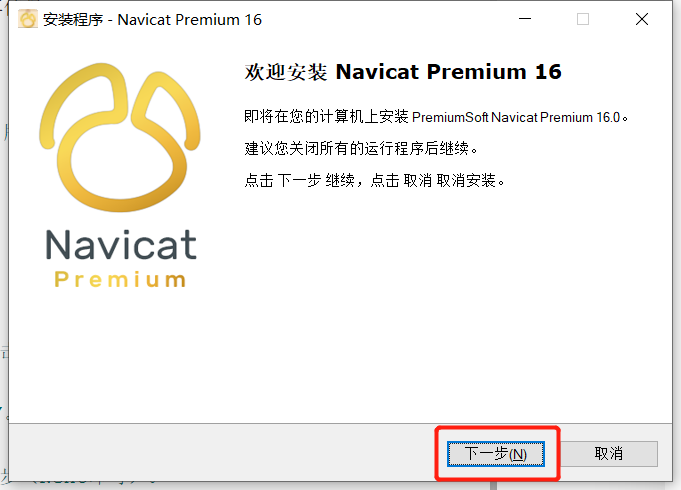 安装程序 - Navicat Premium 16
欢迎安装 Navicat Premium 16
即将在您的计算机上安装 PremiumSoft Navicat Premium 16.0。
建议您关闭所有的运行程序后继续。
点击 下一步 继续，点击 取消 取消安装。
Navicat
Premium
下一步(N)
取消